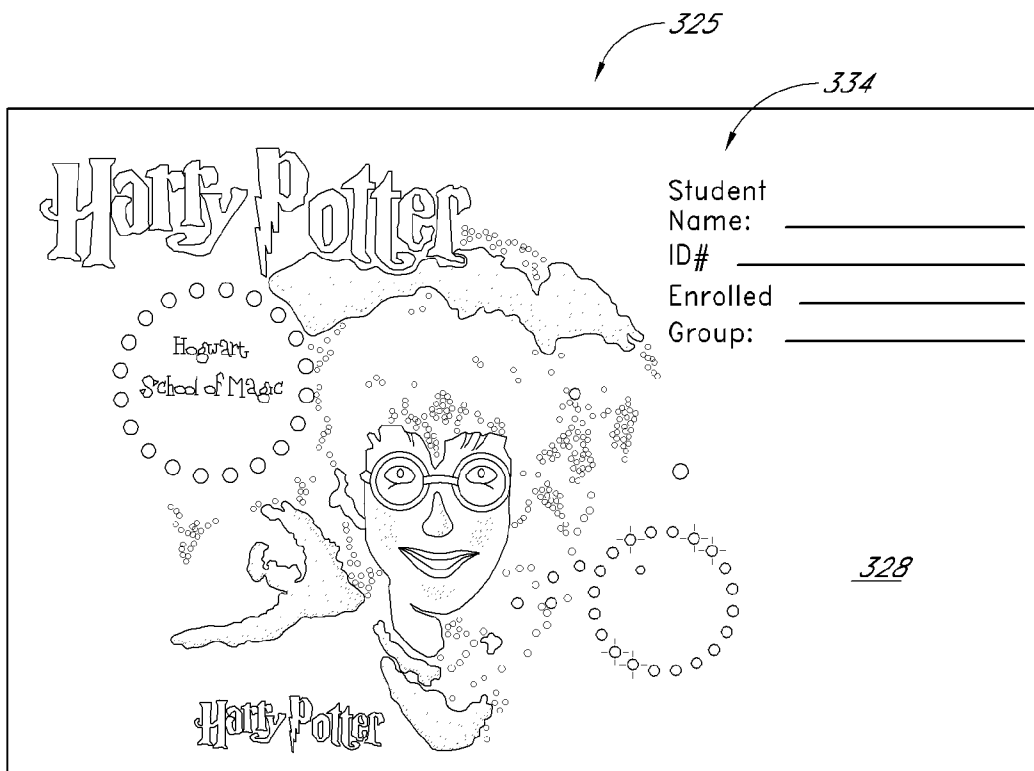 325
334
Harry Potter
Student
Name:
ID#
Enrolled
Group:
Hogwart
School of Magic
328
Harry Potter